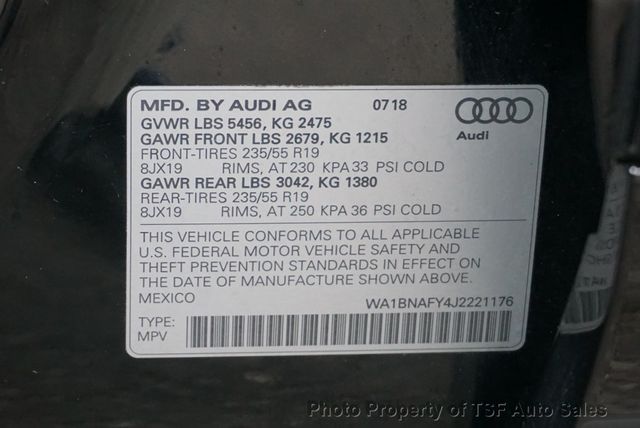 MFD. BY AUDI AG 07 18
Audi
GVWR LBS 5456, KG 2475
GAWR FRONT LBS 2679, KG 1215
FRONT-TIRES 235/55 R19
8JX19 RIMS, AT 230 KPA 33 PSI COLD
GAWR REAR LBS 3042, KG 1380
REAR-TIRES 235/55 R19
8JX19 RIMS, AT 250 KPA 36 PSI COLD
THIS VEHICLE CONFORMS TO ALL APPLICABLE
U.S. FEDERAL MOTOR VEHICLE SAFETY AND
THEFT PREVENTION STANDARDS IN EFFECT ON
THE DATE OF MANUFACTURE SHOWN ABOVE.
MEXICO WA1BNAFY4J2221176
TYPE:
MPV
Photo Property of TSF Auto Sales